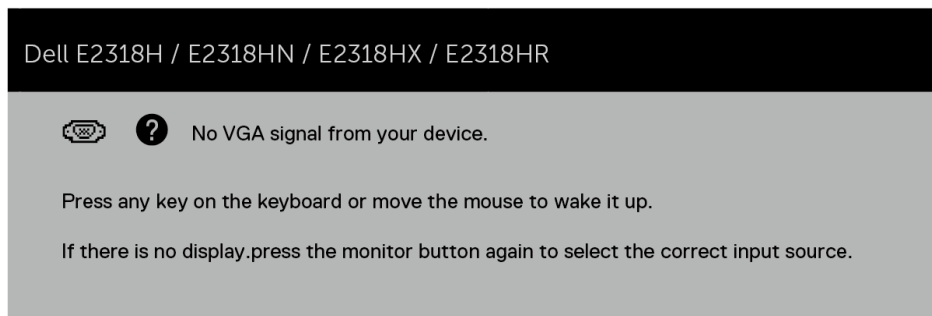 Dell E2318H / E2318HN / E2318HX / E2318HR
No VGA signal from your device.
Press any key on the keyboard or move the mouse to wake it up.
If there is no display.press the monitor button again to select the correct input source.